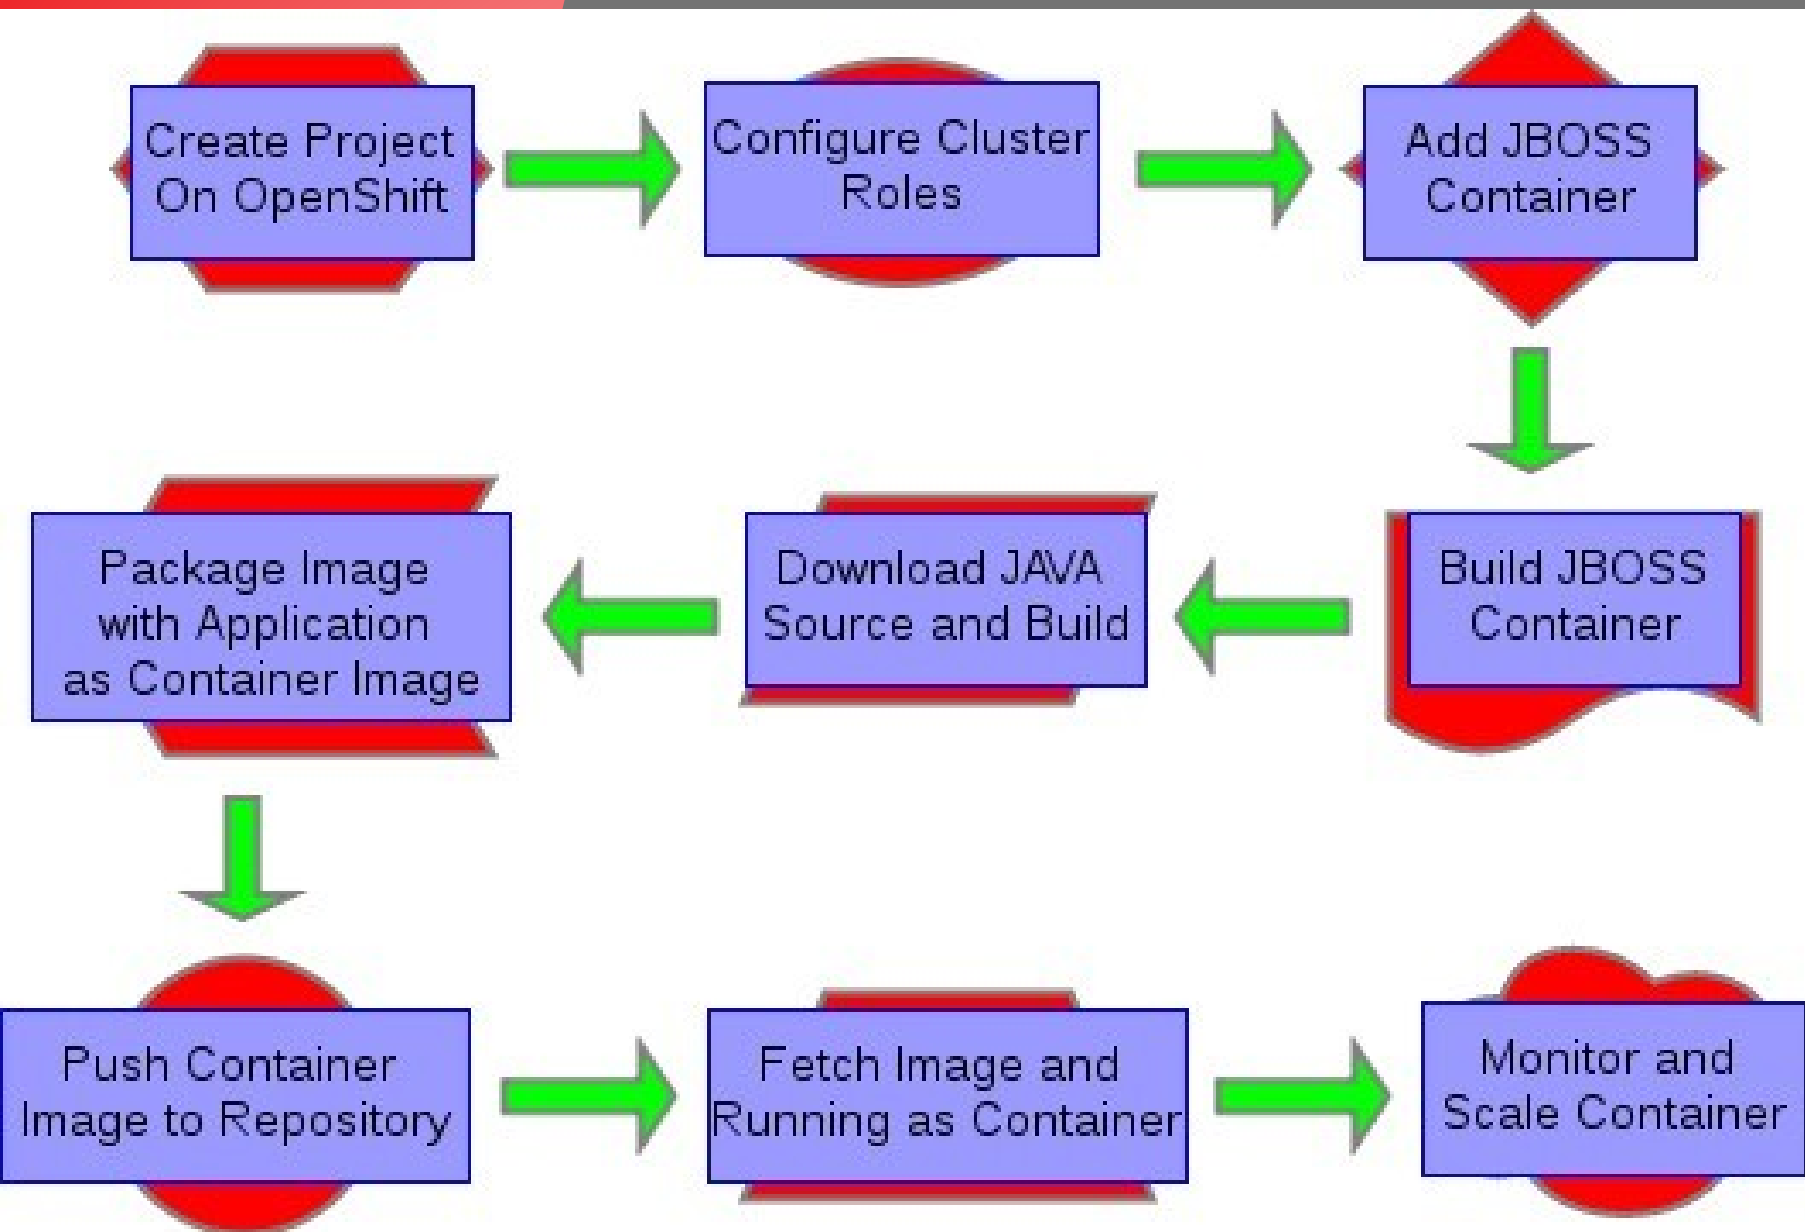 Create Project
On OpenShift
Configure Cluster
Roles
Add JBOSS
Container
Build JBOSS
Container
Download JAVA
Source and Build
Package Image
with Application
as Container Image
Push Container
Image to Repository
Fetch Image and
Running as Container
Monitor and
Scale Container